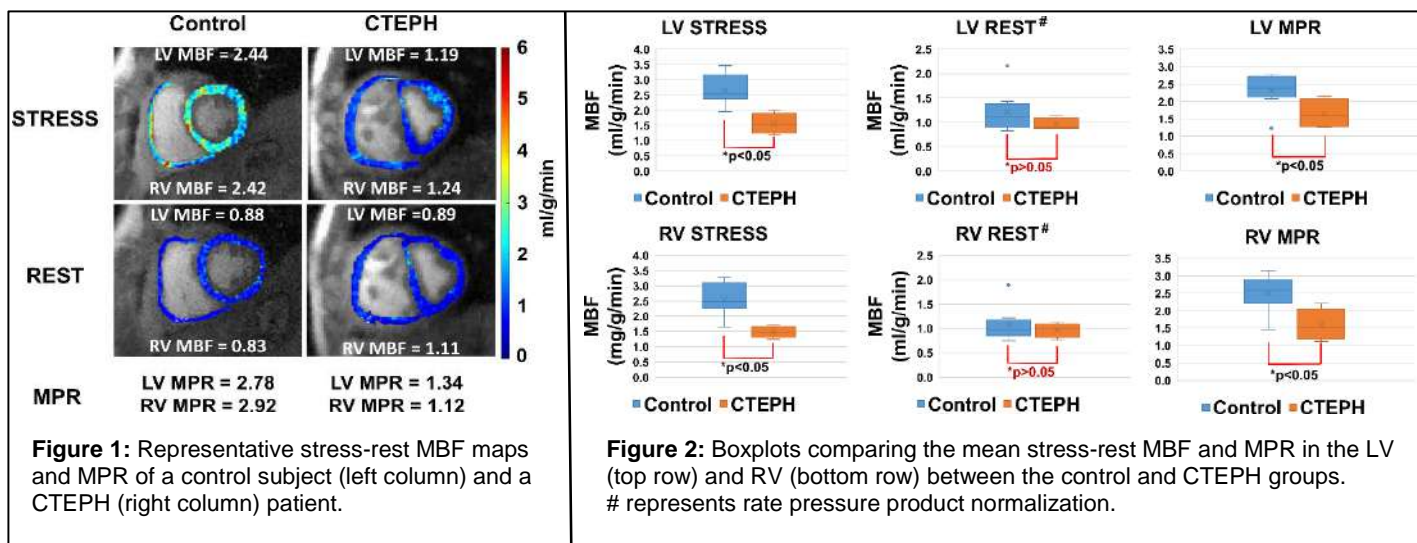 Control CTEPH
STRESS
LV MBF = 2.44 LV MBF = 1.19
RV MBF = 2.42 RV MBF = 1.24
REST
LV MBF = 0.88 LV MBF =0.89
RV MBF = 0.83 RV MBF = 1.11
6
5
4
3
2
1
0
ml/g/min
MPR
LV MPR = 2.78 LV MPR = 1.34
RV MPR = 2.92 RV MPR = 1.12
Figure 1: Representative stress-rest MBF maps
and MPR of a control subject (left column) and a
CTEPH (right column) patient.
LV STRESS
MBF
(ml/g/min)
4.0
3.5
3.0
2.5
2.0
1.5
1.0
0.5
0.0
*p<0.05
Control CTEPH
LV REST#
MBF
(ml/g/min)
2.5
2.0
1.5
1.0
0.5
0.0
*p>0.05
Control CTEPH
LV MPR
3.5
3.0
2.5
2.0
1.5
1.0
0.5
0.0
*p<0.05
Control CTEPH
RV STRESS
MBF
(mg/g/min)
4.0
3.5
3.0
2.5
2.0
1.5
1.0
0.5
0.0
*p<0.05
Control CTEPH
RV REST#
MBF
(ml/g/min)
2.5
2.0
1.5
1.0
0.5
0.0
*p>0.05
Control CTEPH
RV MPR
3.5
3.0
2.5
2.0
1.5
1.0
0.5
0.0
*p<0.05
Control CTEPH
Figure 2: Boxplots comparing the mean stress-rest MBF and MPR in the LV
(top row) and RV (bottom row) between the control and CTEPH groups.
# represents rate pressure product normalization.